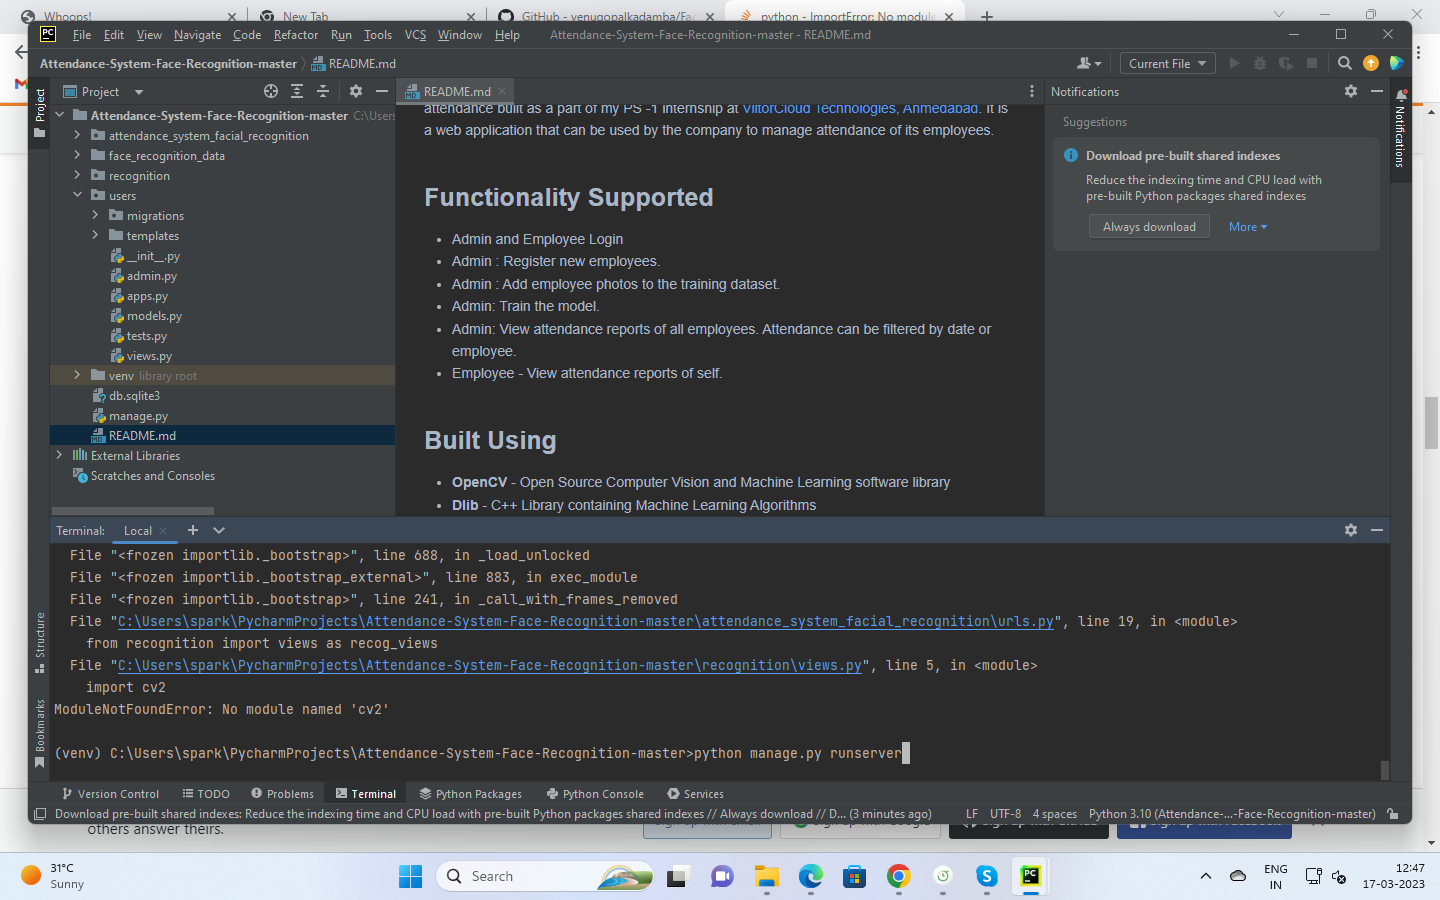 Whoops!
New Tab
GitHub - venugopalkadamba/Fac
python - ImportError: No module
PC File Edit View Navigate Code Refactor Run Tools VCS Window Help Attendance-System-Face-Recognition-master - README.md
Attendance-System-Face-Recognition-master README.md Current File
Project
Project
Attendance-System-Face-Recognition-master C:\Users
attendance_system_facial_recognition
face_recognition_data
recognition
users
migrations
templates
__init__.py
admin.py
apps.py
models.py
tests.py
views.py
venv library root
db.sqlite3
manage.py
README.md
External Libraries
Scratches and Consoles
README.md
attendance built as a part of my PS -1 internship at ViitorCloud Technologies, Ahmedabad. It is
a web application that can be used by the company to manage attendance of its employees.
Functionality Supported
• Admin and Employee Login
• Admin : Register new employees.
• Admin : Add employee photos to the training dataset.
• Admin: Train the model.
• Admin: View attendance reports of all employees. Attendance can be filtered by date or
employee.
• Employee - View attendance reports of self.
Built Using
• OpenCV - Open Source Computer Vision and Machine Learning software library
• Dlib - C++ Library containing Machine Learning Algorithms
Notifications
Suggestions
Download pre-built shared indexes
Reduce the indexing time and CPU load with
pre-built Python packages shared indexes
Always download More
Notifications
Terminal: Local
File "<frozen importlib._bootstrap>", line 688, in _load_unlocked
File "<frozen importlib._bootstrap_external>", line 883, in exec_module
File "<frozen importlib._bootstrap>", line 241, in _call_with_frames_removed
File "C:\Users\spark\PycharmProjects\Attendance-System-Face-Recognition-master\attendance_system_facial_recognition\urls.py", line 19, in <module>
from recognition import views as recog_views
File "C:\Users\spark\PycharmProjects\Attendance-System-Face-Recognition-master\recognition\views.py", line 5, in <module>
import cv2
ModuleNotFoundError: No module named 'cv2'
(venv) C:\Users\spark\PycharmProjects\Attendance-System-Face-Recognition-master>python manage.py runserver
Structure
Bookmarks
Version Control TODO Problems Terminal Python Packages Python Console Services
Download pre-built shared indexes: Reduce the indexing time and CPU load with pre-built Python packages shared indexes // Always download // D... (3 minutes ago) LF UTF-8 4 spaces Python 3.10 (Attendance-...-Face-Recognition-master)
others answer theirs.
31°C
Sunny
Search
PC
ENG
IN
12:47
17-03-2023